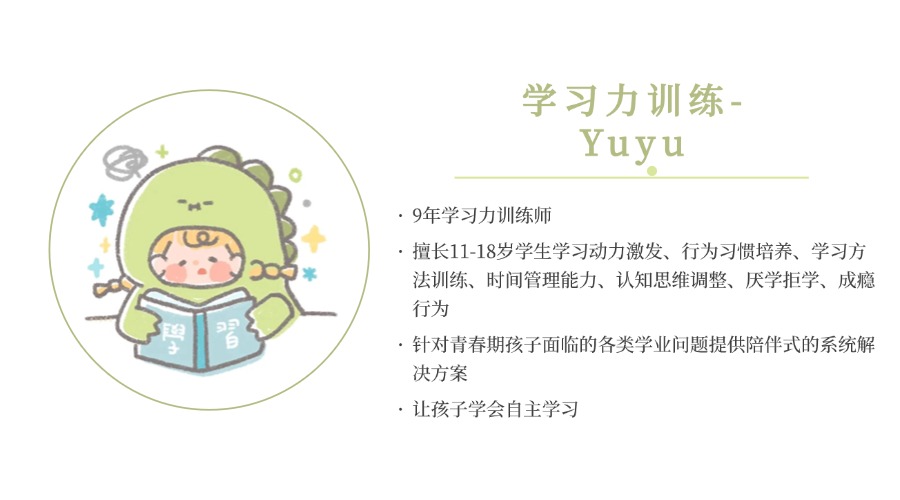 学习力训练-
Yuyu
· 9年学习力训练师
· 擅长11-18岁学生学习动力激发、行为习惯培养、学习方
法训练、时间管理能力、认知思维调整、厌学拒学、成瘾
行为
· 针对青春期孩子面临的各类学业问题提供陪伴式的系统解
决方案
· 让孩子学会自主学习
學習